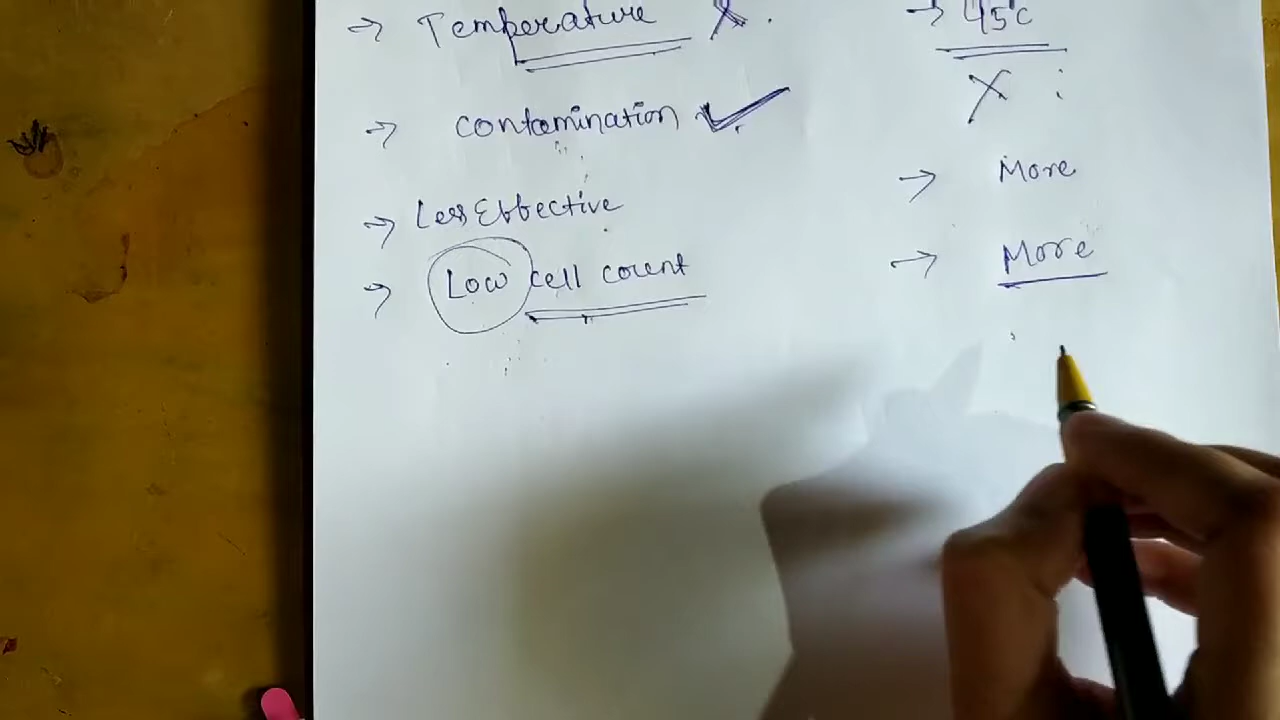 → Temperature X.
→ 45°C
X :
→ contamination ✓
→ More
→ Less Effective
→ More
→ Low cell count